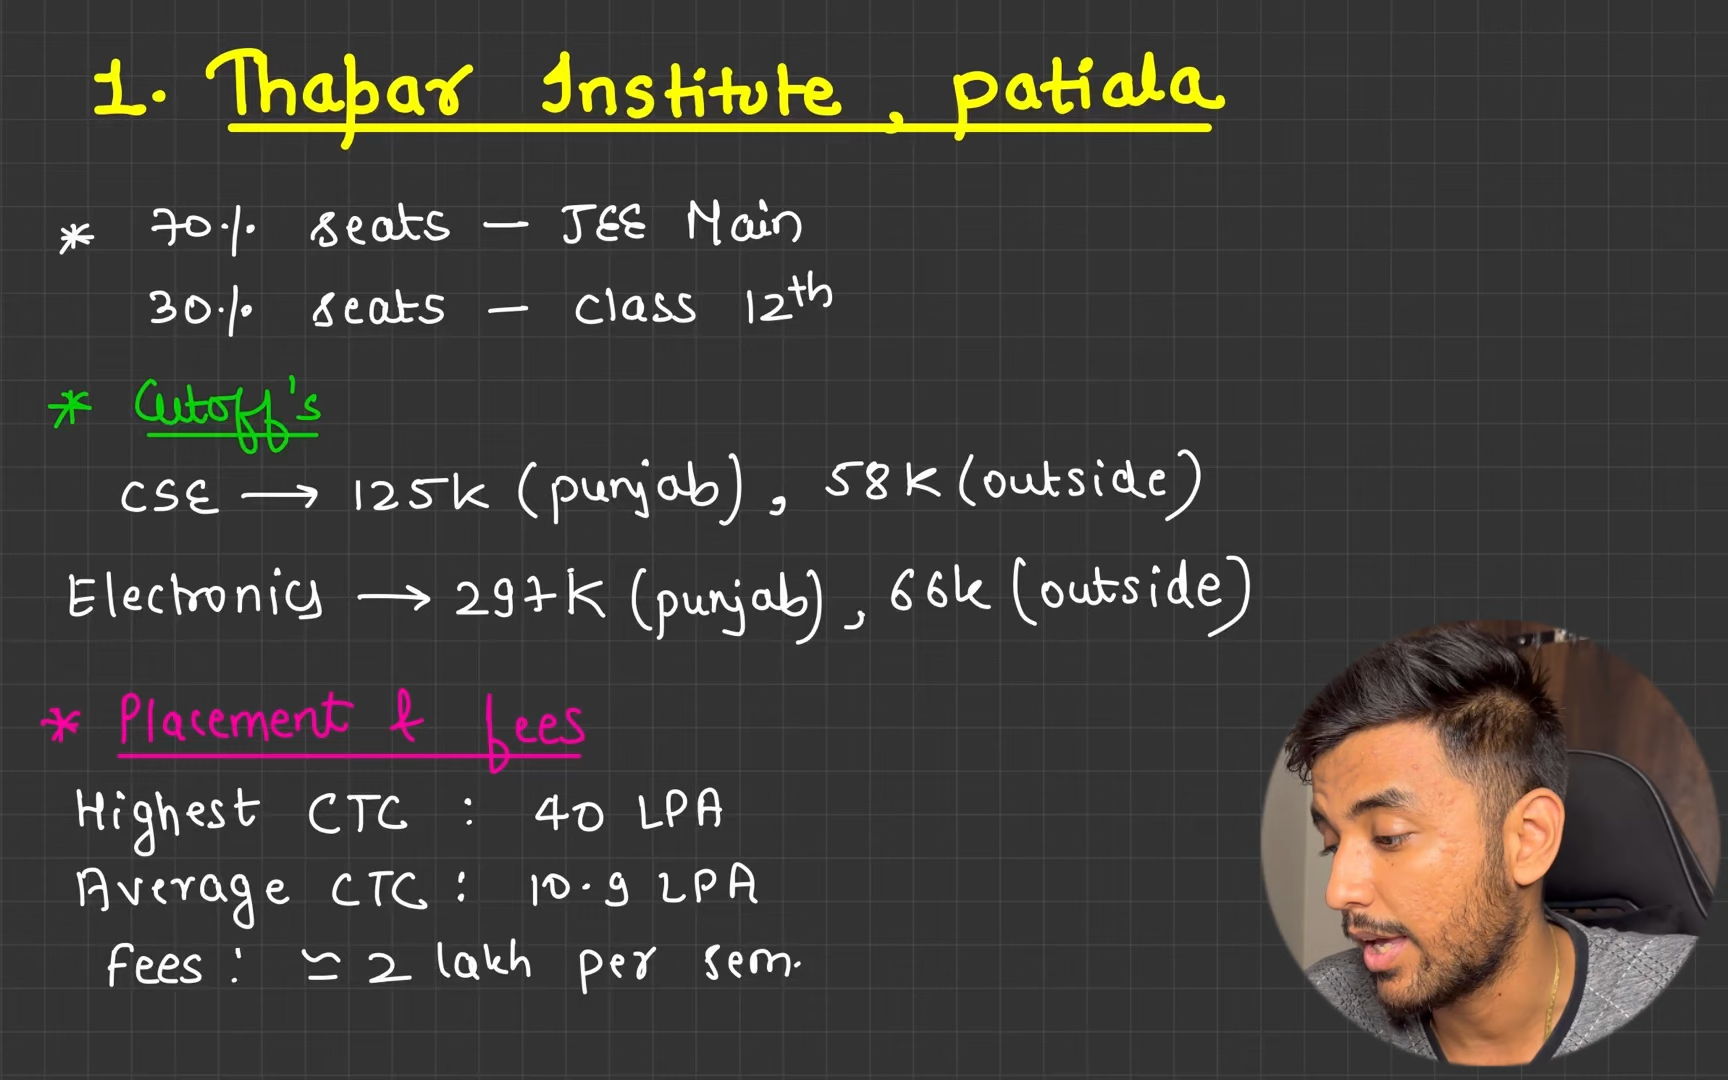 1. Thapar Institute, patiala
* 70% seats — JEE Main
30% seats — class 12th
* Cutoff's
CSE → 125K (punjab), 58K (outside)
Electronics → 297K (punjab), 66k (outside)
* Placement & fees
Highest CTC : 40 LPA
Average CTC : 10.9 LPA
fees : ≃ 2 lakh per sem.